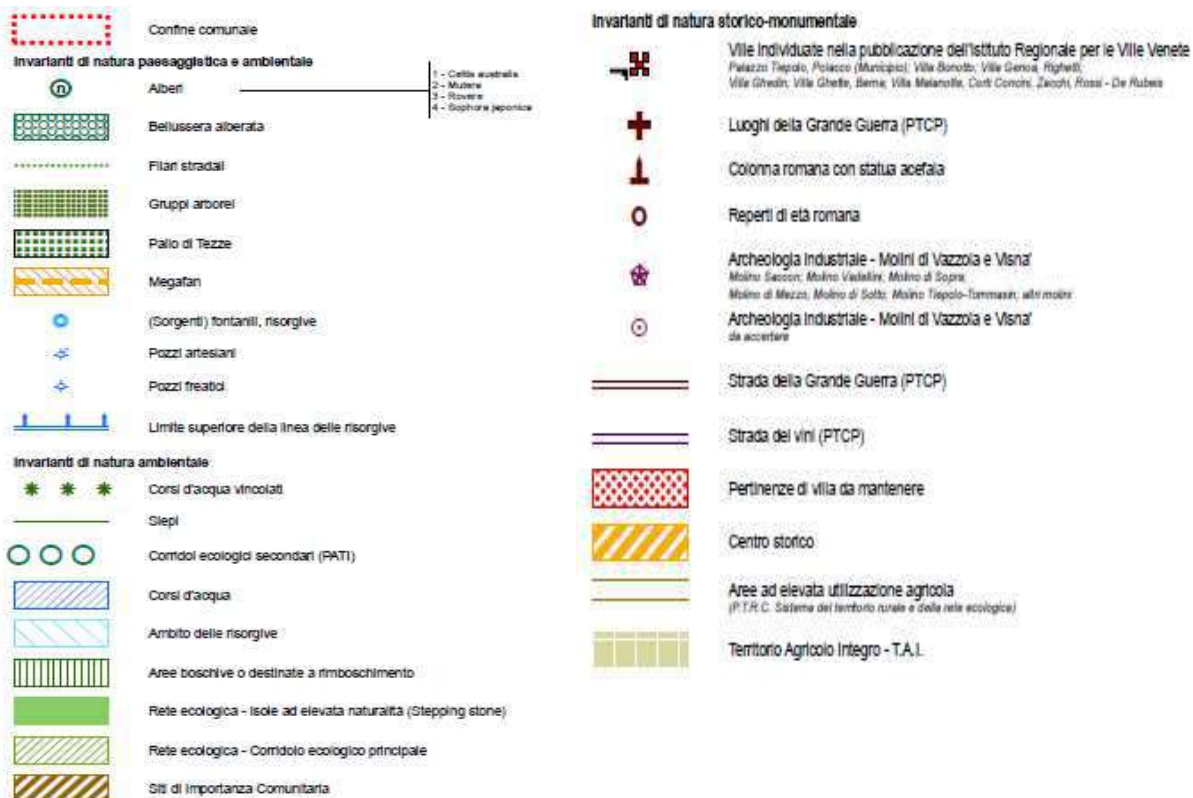 Confine comunale
Invarianti di natura paesaggistica e ambientale
n
Alberi
1 - Celtis australis
2 -
3 - Rovere
4 - Sophora japonica
Bellussera alberata
Filari stradali
Gruppi arborei
Palio di Tezze
Megafan
(Sorgenti) fontanili, risorgive
Pozzi artesiani
Pozzi freatici
Limite superiore della linea delle risorgive
Invarianti di natura ambientale
Corsi d'acqua vincolati
Siepi
Corridoi ecologici secondari (PATI)
Corsi d'acqua
Ambito delle risorgive
Aree boschive o destinate a rimboschimento
Rete ecologica - Isole ad elevata naturalità (Stepping stone)
Rete ecologica - Corridoio ecologico principale
Siti di Importanza Comunitaria
Invarianti di natura storico-monumentale
Ville individuate nella pubblicazione dell'Istituto Regionale per le Ville Venete
Palazzo Tiepolo, Polacco (Municipio); Villa Bonotto; Villa Genoa, Righetti;
Villa Ghedin; Villa Ghette, Berna; Villa Malanotte, Corti Concini, Zacchi, Rossi - De Rubeis
Luoghi della Grande Guerra (PTCP)
Colonna romana con statua acefala
Reperti di età romana
Archeologia Industriale - Molini di Vazzola e Visna'
Molino Saccon; Molino Vadellini; Molino di Sopra;
Molino di Mezzo; Molino di Sotto; Molino Tiepolo-Tommasin; altri molini
Archeologia Industriale - Molini di Vazzola e Visna'
da accertare
Strada della Grande Guerra (PTCP)
Strada dei vini (PTCP)
Pertinenze di villa da mantenere
Centro storico
Aree ad elevata utilizzazione agricola
(P.T.R.C. Sistema del territorio rurale e della rete ecologica)
Territorio Agricolo Integro - T.A.I.